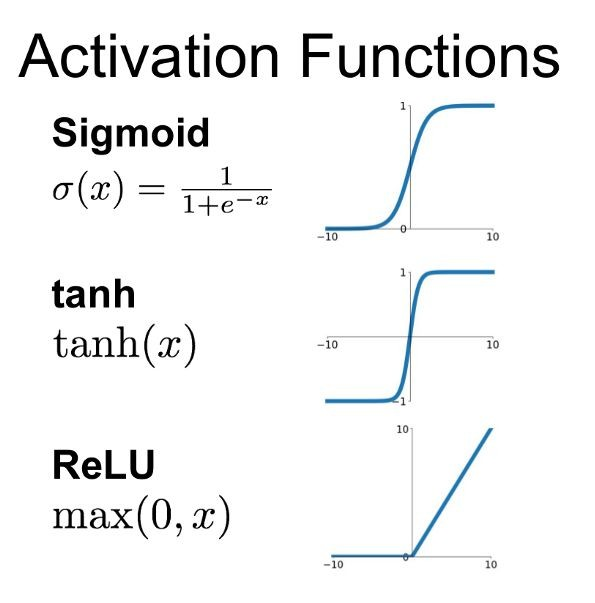 Activation Functions
Sigmoid
σ(x) = 1/(1+e^−x)
1
0
−10
10
tanh
tanh(x)
1
−10
10
−1
ReLU
max(0, x)
10
0
−10
10